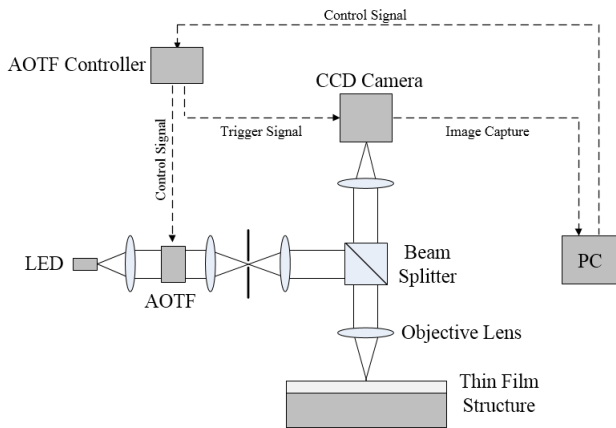 Control Signal
AOTF Controller
CCD Camera
Trigger Signal
Image Capture
Control Signal
LED
AOTF
Beam
Splitter
PC
Objective Lens
Thin Film
Structure